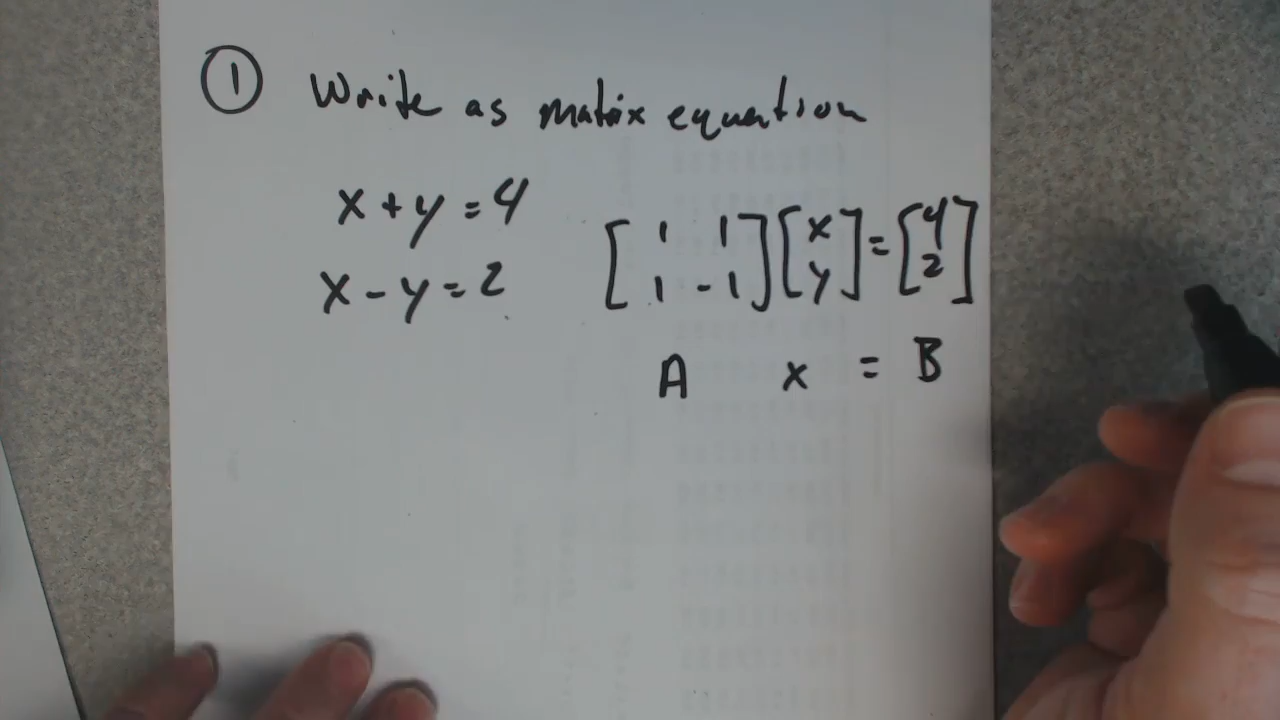 ① Write as matrix equation
x + y = 4
x - y = 2
[ 1 1 ] [ x ] = [ 4 ]
[ 1 -1 ] [ y ] [ 2 ]
A x = B